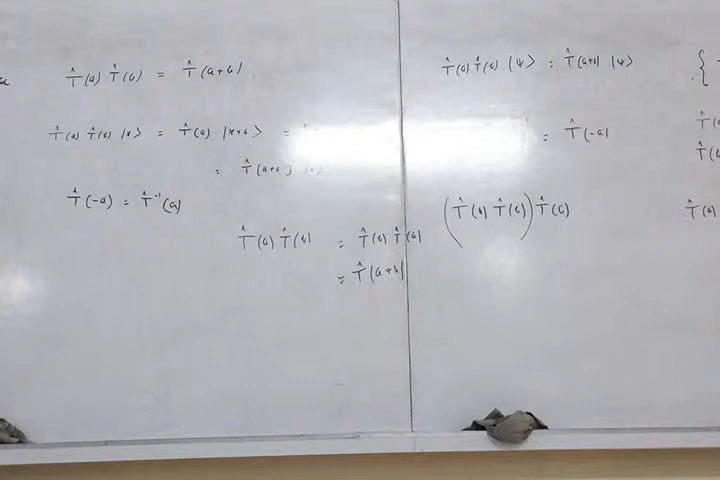 T̂(a) T̂(b) = T̂(a+b)
T̂(a) T̂(b) |x> = T̂(a) |x+b> =
= T̂(a+b) |x>
T̂(-a) = T̂⁻¹(a)
T̂(a) T̂(b) = T̂(b) T̂(a)
= T̂(a+b)
T̂(a) T̂(b) |ψ> = T̂(a+b) |ψ>
= T̂(-a)
(T̂(a) T̂(b)) T̂(c)
{
T̂(a
T̂(b
T̂(a)